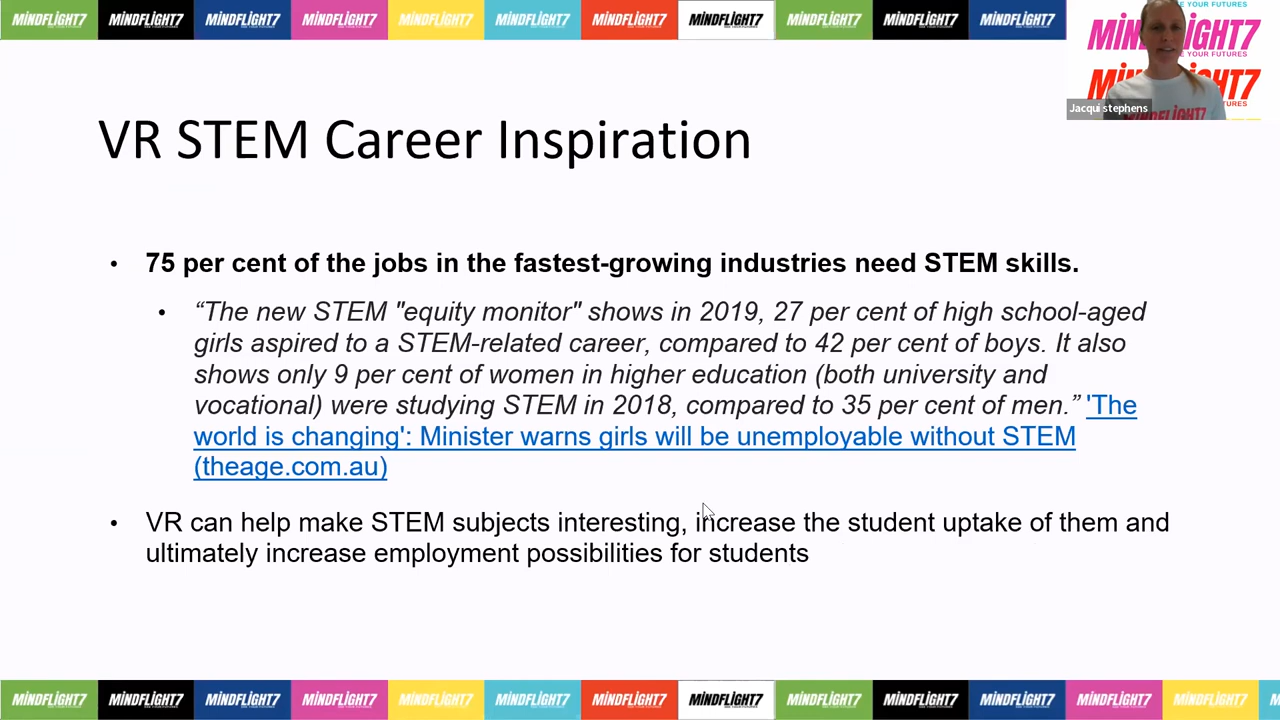 MiNDFLiGHT7 MiNDFLiGHT7 MiNDFLiGHT7 MiNDFLiGHT7 MiNDFLiGHT7 MiNDFLiGHT7 MiNDFLiGHT7 MiNDFLiGHT7 MiNDFLiGHT7 MiNDFLiGHT7 MiNDFLiGHT7
E YOUR FUTURES
E YOUR FUTURES
Jacqui stephens
VR STEM Career Inspiration
• 75 per cent of the jobs in the fastest-growing industries need STEM skills.
• “The new STEM "equity monitor" shows in 2019, 27 per cent of high school-aged
girls aspired to a STEM-related career, compared to 42 per cent of boys. It also
shows only 9 per cent of women in higher education (both university and
vocational) were studying STEM in 2018, compared to 35 per cent of men.” 'The
world is changing': Minister warns girls will be unemployable without STEM
(theage.com.au)
• VR can help make STEM subjects interesting, increase the student uptake of them and
ultimately increase employment possibilities for students
MiNDFLiGHT7 MiNDFLiGHT7 MiNDFLiGHT7 MiNDFLiGHT7 MiNDFLiGHT7 MiNDFLiGHT7 MiNDFLiGHT7 MiNDFLiGHT7 MiNDFLiGHT7 MiNDFLiGHT7 MiNDFLiGHT7 MiNDFLiGHT7 MiNDFLiGHT7